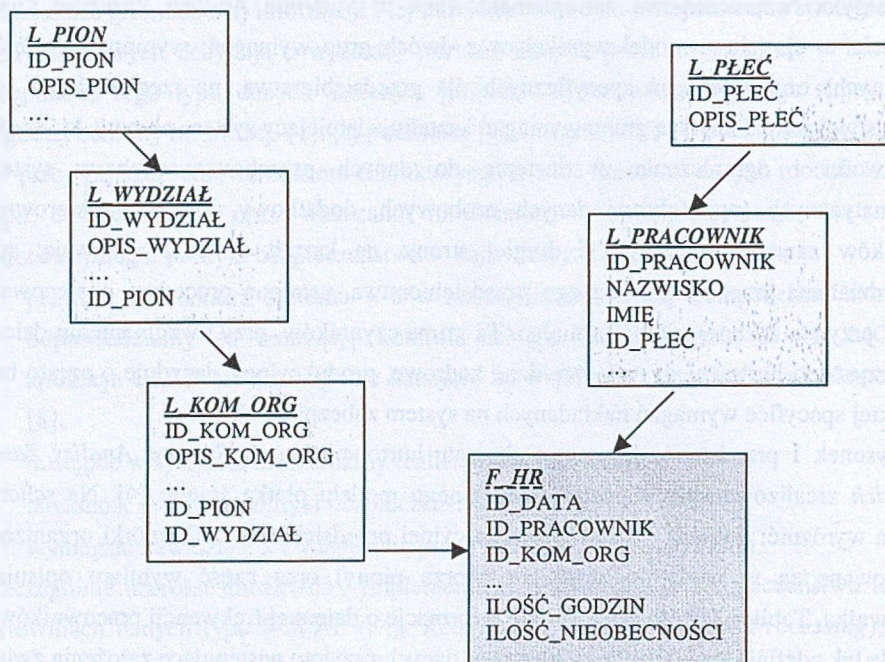 L_PION
ID_PION
OPIS_PION
...
L_PŁEĆ
ID_PŁEĆ
OPIS_PŁEĆ
L_WYDZIAŁ
ID_WYDZIAŁ
OPIS_WYDZIAŁ
...
ID_PION
L_PRACOWNIK
ID_PRACOWNIK
NAZWISKO
IMIĘ
ID_PŁEĆ
L_KOM_ORG
ID_KOM_ORG
OPIS_KOM_ORG
...
ID_PION
ID_WYDZIAŁ
F_HR
ID_DATA
ID_PRACOWNIK
ID_KOM_ORG
...
ILOŚĆ_GODZIN
ILOŚĆ_NIEOBECNOŚCI